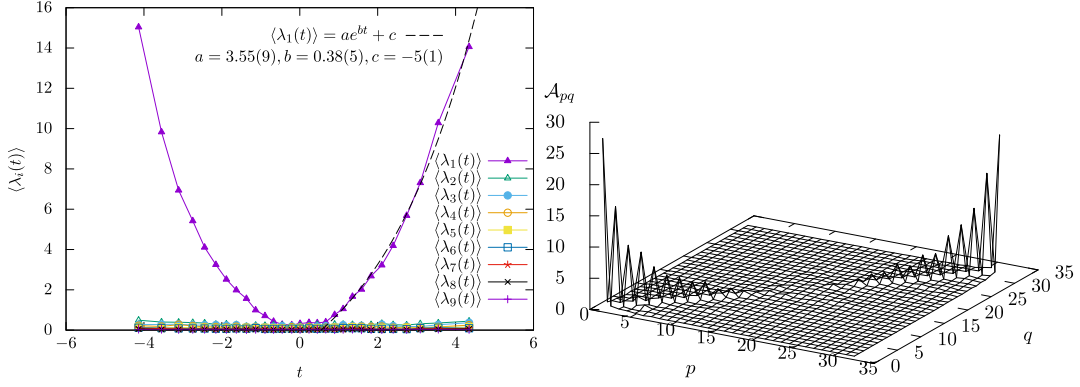 16
14
12
10
8
6
4
2
0
⟨λi(t)⟩
−6
−4
−2
0
2
4
6
t
⟨λ1(t)⟩ = ae^{bt} + c
a = 3.55(9), b = 0.38(5), c = −5(1)
⟨λ1(t)⟩
⟨λ2(t)⟩
⟨λ3(t)⟩
⟨λ4(t)⟩
⟨λ5(t)⟩
⟨λ6(t)⟩
⟨λ7(t)⟩
⟨λ8(t)⟩
⟨λ9(t)⟩
𝒜pq
30
25
20
15
10
5
0
0
5
10
15
20
25
30
35
p
0
5
10
15
20
25
30
35
q